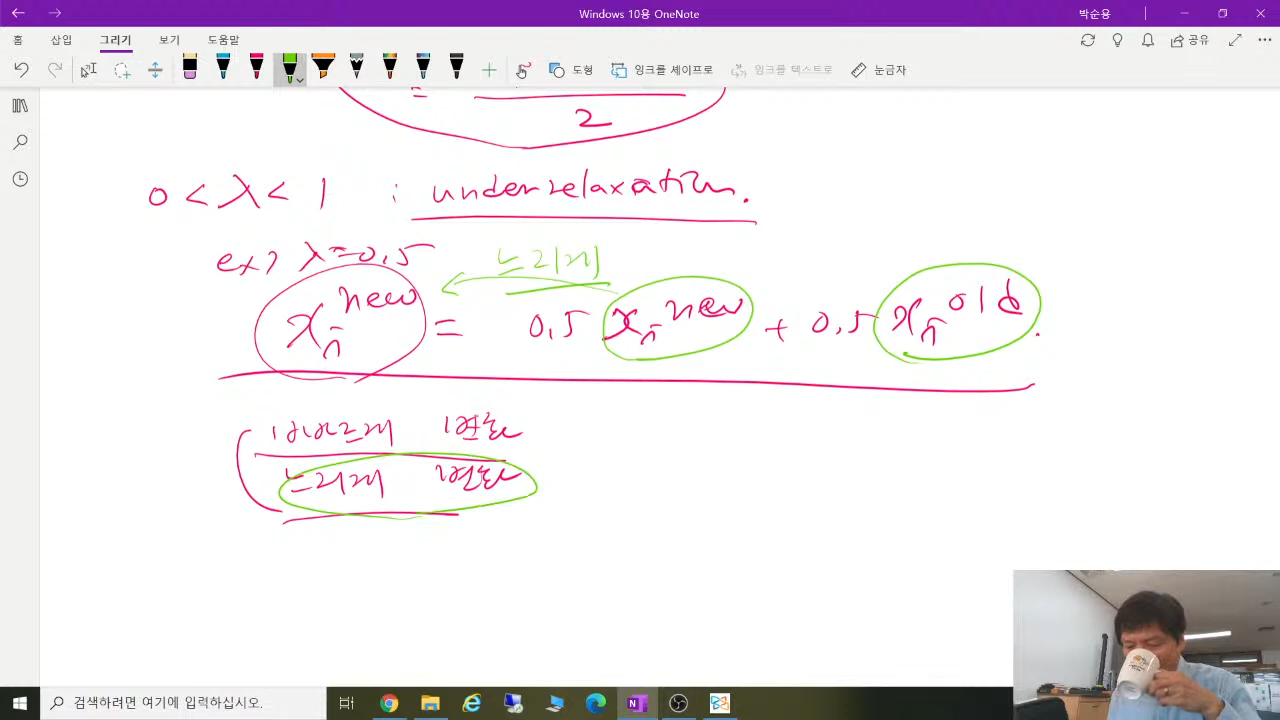 Windows 10용 OneNote
박순용
홈 삽입 그리기 보기 도움말
공유
도형 잉크를 셰이프로 잉크를 텍스트로 눈금자
=
2
0 < λ < 1 : underrelaxation.
ex) λ=0.5
느리게
xᵢ^new = 0.5 xᵢ^new + 0.5 xᵢ^old.
빠르게 변화
느리게 변화
검색하려면 여기에 입력하십시오.